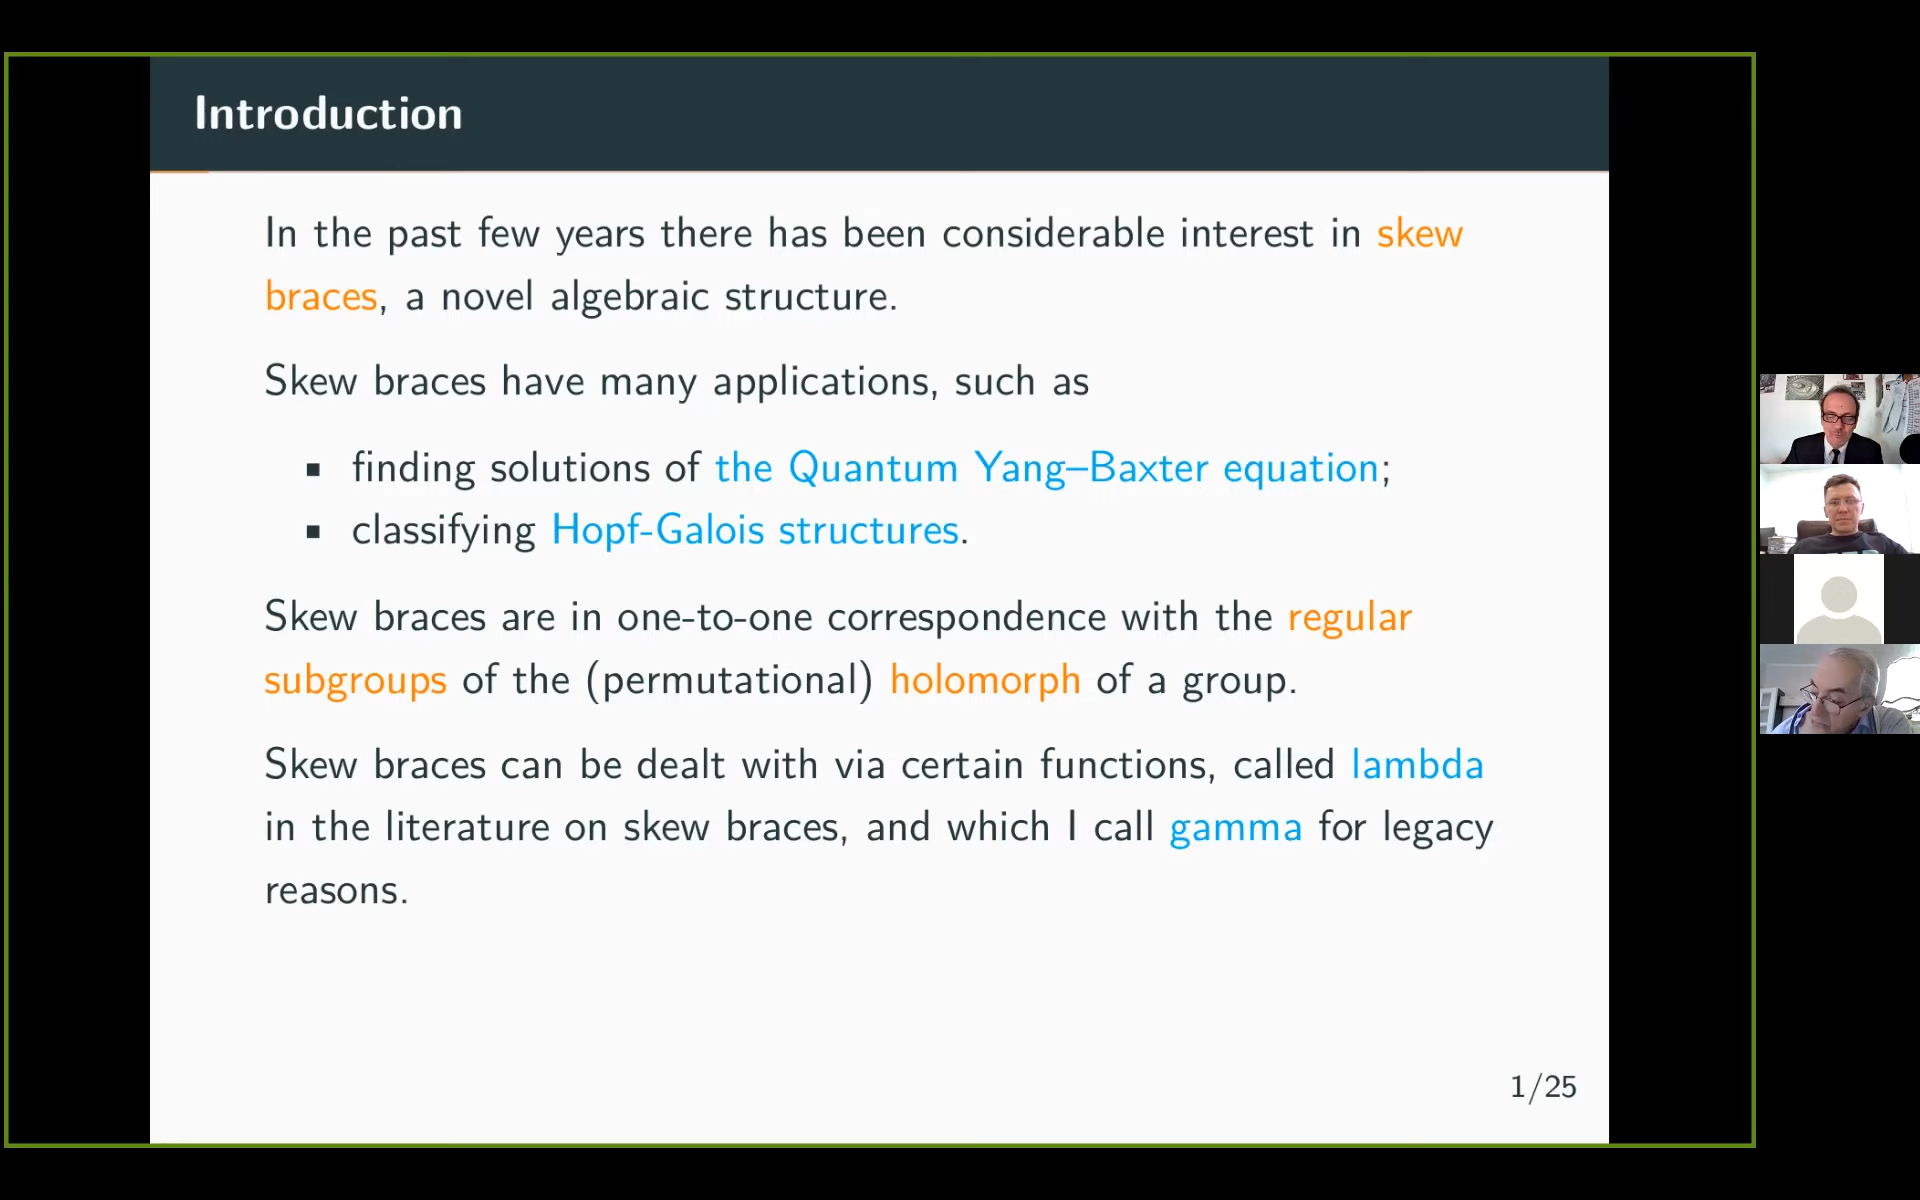 Introduction
In the past few years there has been considerable interest in skew
braces, a novel algebraic structure.
Skew braces have many applications, such as
▪ finding solutions of the Quantum Yang–Baxter equation;
▪ classifying Hopf-Galois structures.
Skew braces are in one-to-one correspondence with the regular
subgroups of the (permutational) holomorph of a group.
Skew braces can be dealt with via certain functions, called lambda
in the literature on skew braces, and which I call gamma for legacy
reasons.
1/25